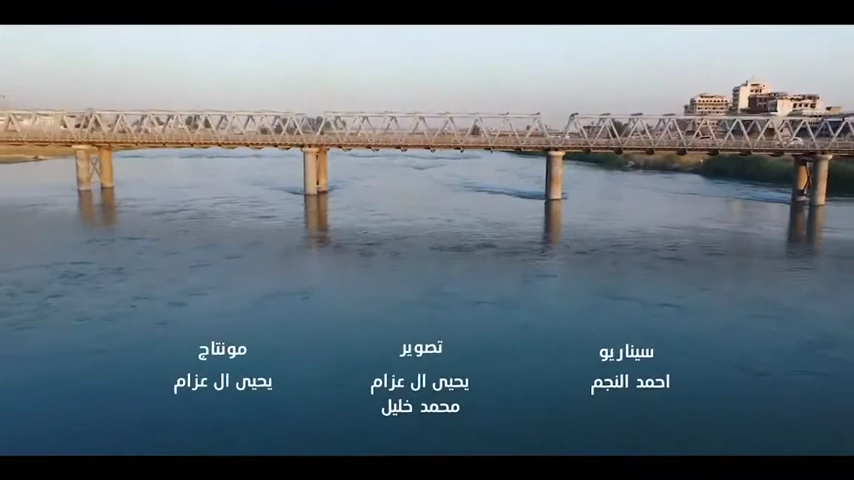 سيناريو
احمد النجم
تصوير
يحيى ال عزام
محمد خليل
مونتاج
يحيى ال عزام